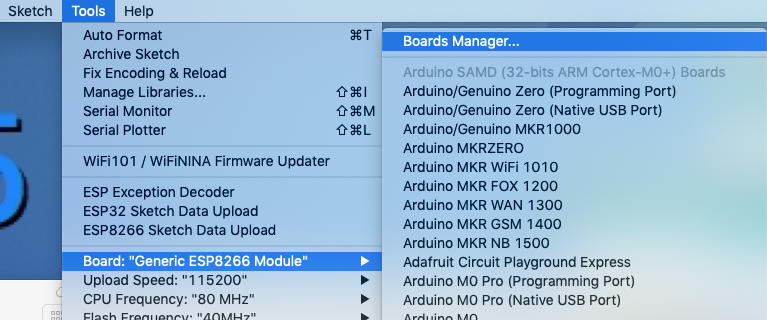 Sketch Tools Help
Auto Format ⌘T
Archive Sketch
Fix Encoding & Reload
Manage Libraries... ⇧⌘I
Serial Monitor ⇧⌘M
Serial Plotter ⇧⌘L
WiFi101 / WiFiNINA Firmware Updater
ESP Exception Decoder
ESP32 Sketch Data Upload
ESP8266 Sketch Data Upload
Board: "Generic ESP8266 Module"
Upload Speed: "115200"
CPU Frequency: "80 MHz"
Flash Frequency: "40MHz"
Boards Manager...
Arduino SAMD (32-bits ARM Cortex-M0+) Boards
Arduino/Genuino Zero (Programming Port)
Arduino/Genuino Zero (Native USB Port)
Arduino/Genuino MKR1000
Arduino MKRZERO
Arduino MKR WiFi 1010
Arduino MKR FOX 1200
Arduino MKR WAN 1300
Arduino MKR GSM 1400
Arduino MKR NB 1500
Adafruit Circuit Playground Express
Arduino M0 Pro (Programming Port)
Arduino M0 Pro (Native USB Port)
Arduino M0